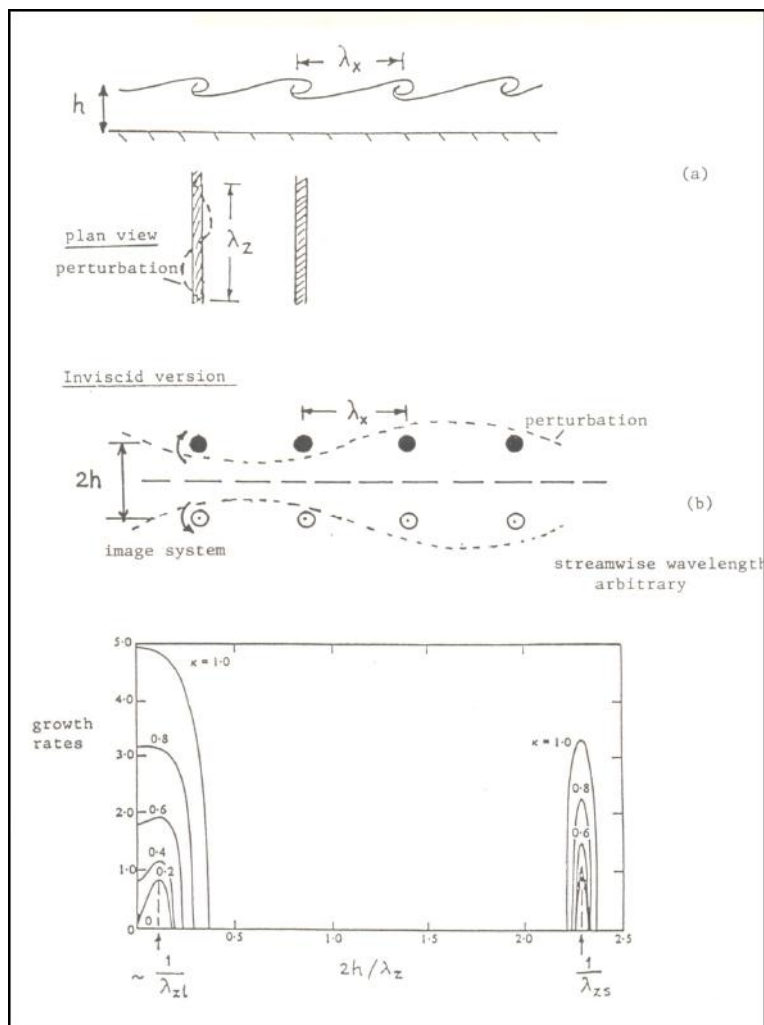 λx
h
(a)
plan view
λz
perturbation
Inviscid version
λx
perturbation
2h
(b)
image system
streamwise wavelength
arbitrary
5·0
κ = 1·0
growth
rates
4·0
κ = 1·0
0·8
3·0
0·8
2·0
0·6
0·6
0·4
1·0
0·2
0
0
0·5
1·0
1·5
2·0
2·5
~ 1/λzl
2h/λz
1/λzs